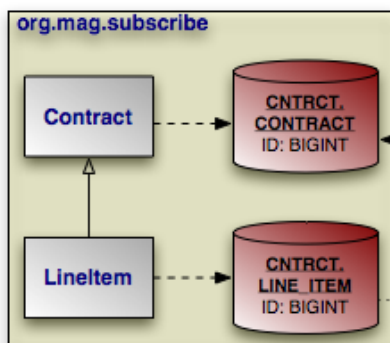 org.mag.subscribe
Contract
CNTRCT.
CONTRACT
ID: BIGINT
LineItem
CNTRCT.
LINE_ITEM
ID: BIGINT